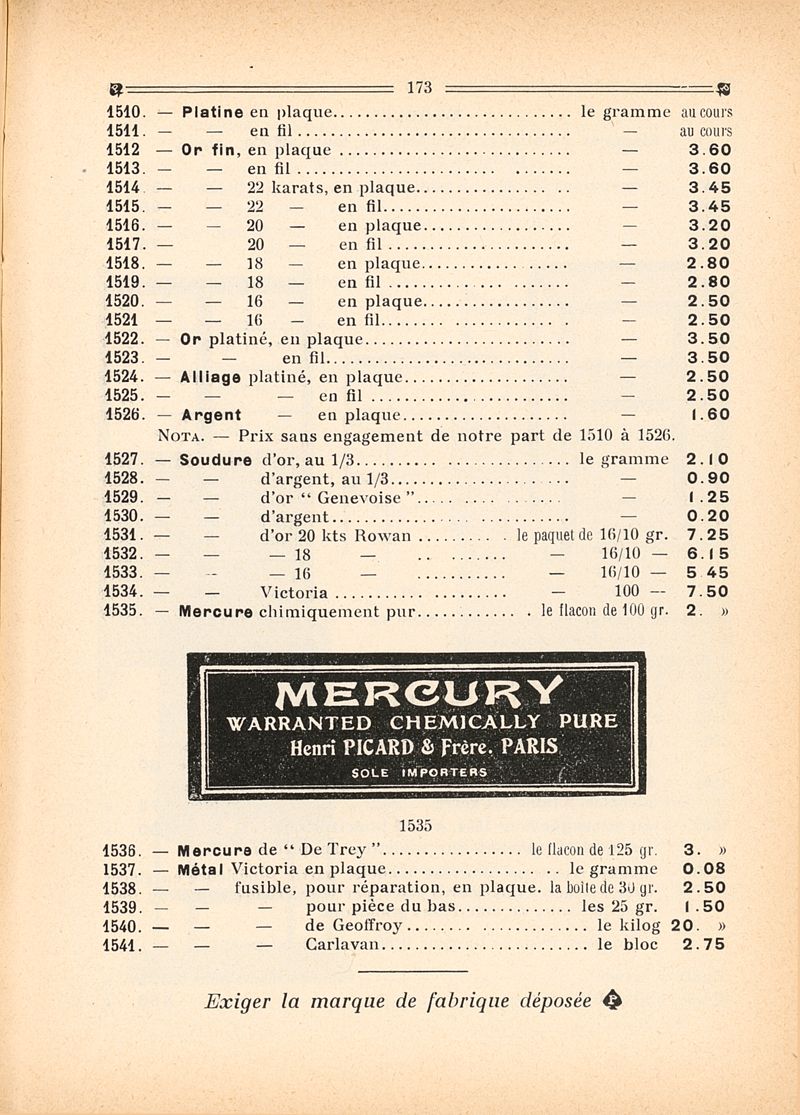 173
1510. — Platine en plaque............................. le gramme au cours
1511. — — en fil.................................. — au cours
1512 — Or fin, en plaque ............................. — 3.60
1513. — — en fil ........................ ....... — 3.60
1514. — — 22 karats, en plaque................ .. — 3.45
1515. — — 22 — en fil....................... — 3.45
1516. — — 20 — en plaque.................. — 3.20
1517. — 20 — en fil ...................... — 3.20
1518. — — 18 — en plaque.................. — 2.80
1519. — — 18 — en fil ...................... — 2.80
1520. — — 16 — en plaque.................. — 2.50
1521 — — 16 — en fil......... .............. . — 2.50
1522. — Or platiné, en plaque.......................... — 3.50
1523. — — en fil.............................. — 3.50
1524. — Alliage platiné, en plaque..................... — 2.50
1525. — — — en fil ......................... — 2.50
1526. — Argent — en plaque..................... — 1.60
NOTA. — Prix sans engagement de notre part de 1510 à 1526.
1527. — Soudure d'or, au 1/3........................... le gramme 2.10
1528. — — d'argent, au 1/3...................... — 0.90
1529. — — d'or “ Genevoise ”..... .......... ..... — 1.25
1530. — — d'argent................. ........... — 0.20
1531. — — d'or 20 kts Rowan ......... . le paquet de 16/10 gr. 7.25
1532. — — — 18 — .. ....... — 16/10 — 6.15
1533. — — — 16 — ........... — 16/10 — 5 45
1534. — — Victoria ........... ......... — 100 — 7.50
1535. — Mercure chimiquement pur.............. . le flacon de 100 gr. 2. »
MERCURY
WARRANTED CHEMICALLY PURE
Henri PICARD & Frère. PARIS
SOLE IMPORTERS
1535
1536. — Mercure de “ De Trey ”................. le flacon de 125 gr. 3. »
1537. — Métal Victoria en plaque................... .. le gramme 0.08
1538. — — fusible, pour réparation, en plaque. la boîte de 30 gr. 2.50
1539. — — — pour pièce du bas.............. les 25 gr. 1.50
1540. — — — de Geoffroy........ .............. le kilog 20. »
1541. — — — Carlavan.......................... le bloc 2.75
Exiger la marque de fabrique déposée